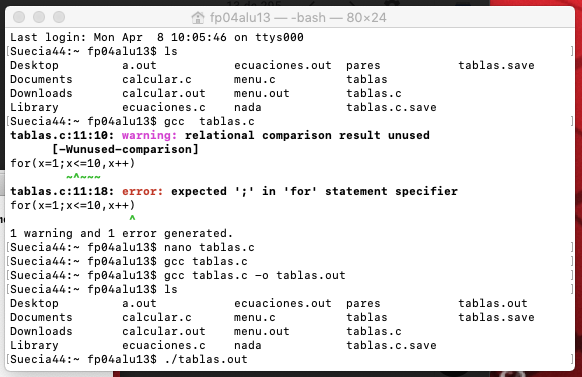 fp04alu13 — -bash — 80×24
Last login: Mon Apr  8 10:05:46 on ttys000
[Suecia44:~ fp04alu13$ ls ]
Desktop a.out ecuaciones.out pares tablas.save
Documents calcular.c menu.c tablas
Downloads calcular.out menu.out tablas.c
Library ecuaciones.c nada tablas.c.save
[Suecia44:~ fp04alu13$ gcc  tablas.c ]
tablas.c:11:10: warning: relational comparison result unused
[-Wunused-comparison]
for(x=1;x<=10,x++)
~^~~~
tablas.c:11:18: error: expected ';' in 'for' statement specifier
for(x=1;x<=10,x++)
^
1 warning and 1 error generated.
[Suecia44:~ fp04alu13$ nano tablas.c ]
[Suecia44:~ fp04alu13$ gcc tablas.c ]
[Suecia44:~ fp04alu13$ gcc tablas.c -o tablas.out ]
[Suecia44:~ fp04alu13$ ls ]
Desktop a.out ecuaciones.out pares tablas.out
Documents calcular.c menu.c tablas tablas.save
Downloads calcular.out menu.out tablas.c
Library ecuaciones.c nada tablas.c.save
[Suecia44:~ fp04alu13$ ./tablas.out ]